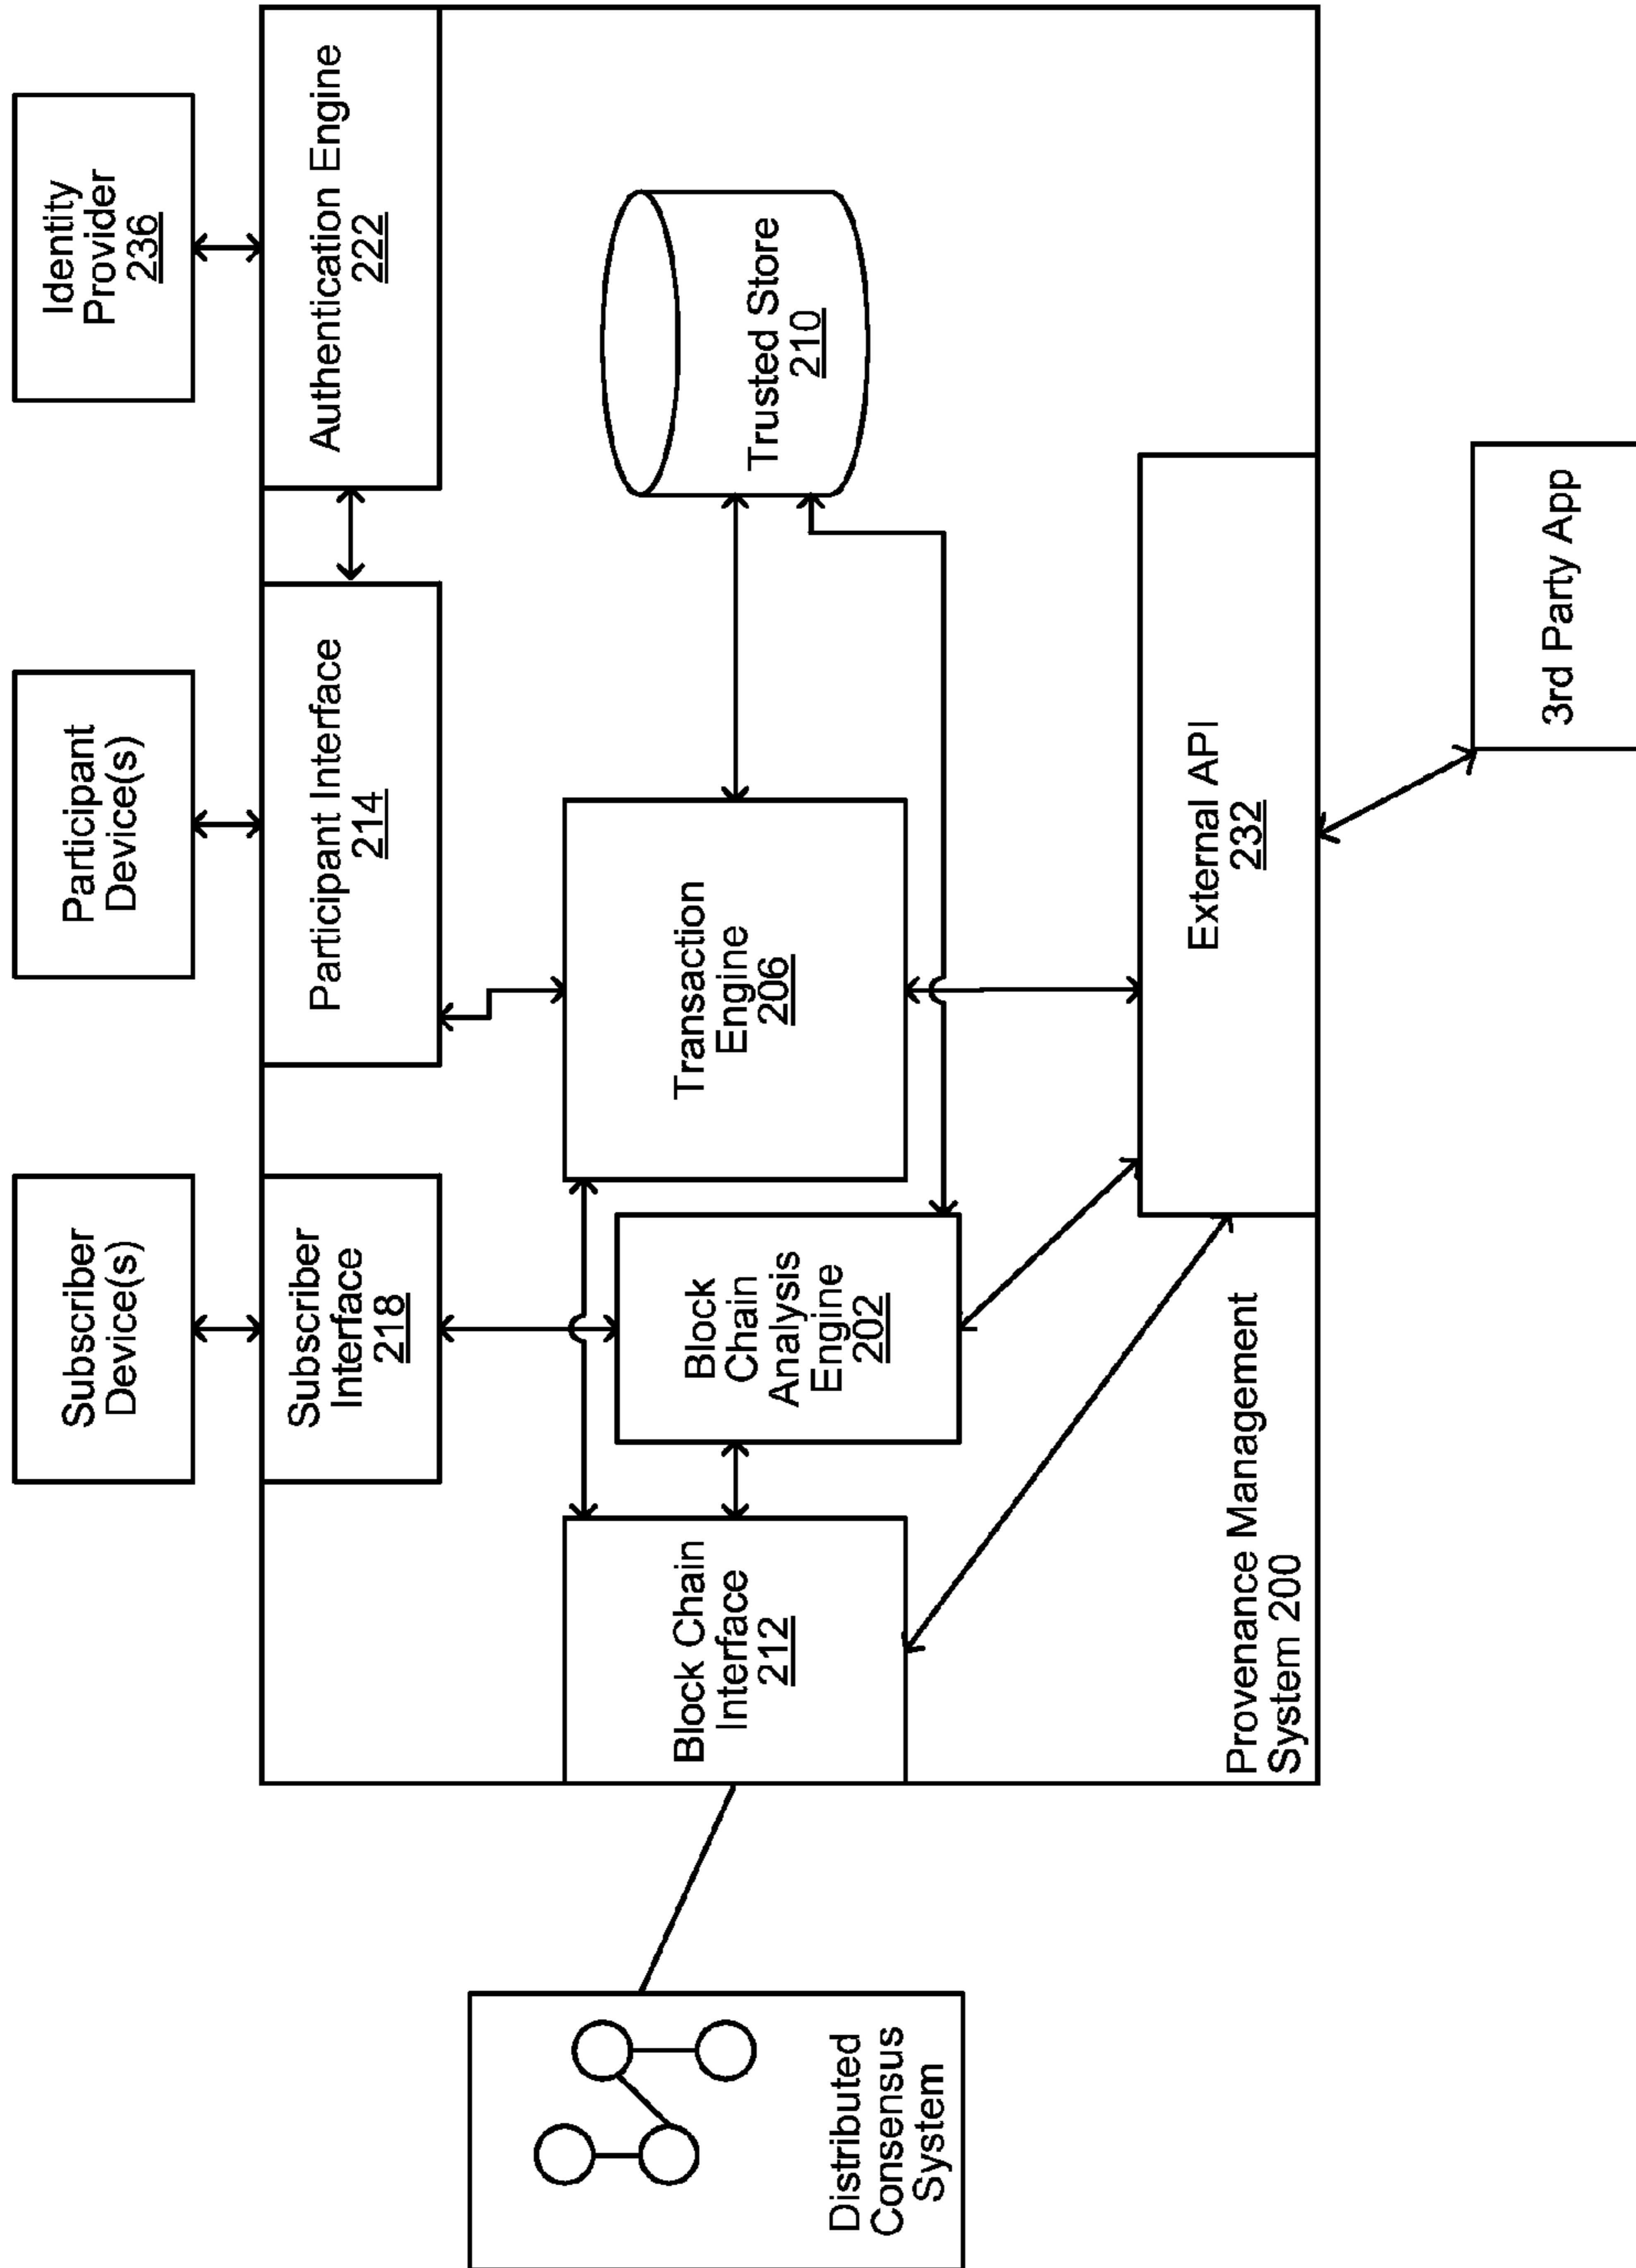 Subscriber
Device(s)
Participant
Device(s)
Identity
Provider
236
Subscriber
Interface
218
Participant Interface
214
Authentication Engine
222
Block Chain
Interface
212
Block
Chain
Analysis
Engine
202
Transaction
Engine
206
Trusted Store
210
Distributed
Consensus
System
External API
232
Provenance Management
System 200
3rd Party App